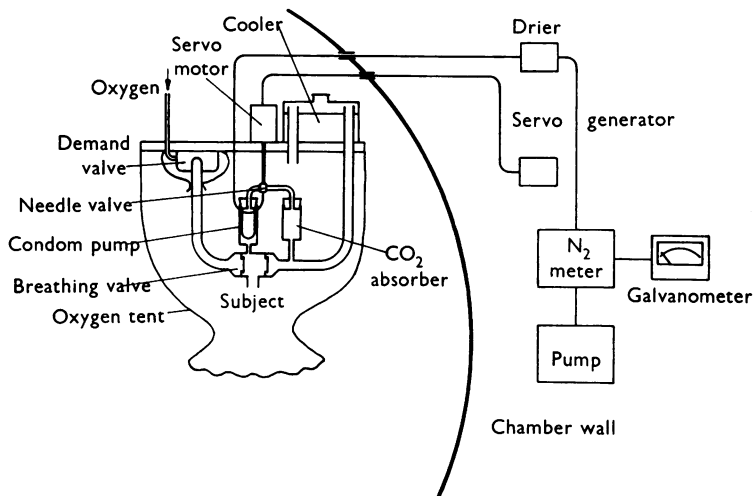 Cooler
Servo
motor
Oxygen
Demand
valve
Needle valve
Condom pump
Breathing valve
Oxygen tent
Subject
CO₂
absorber
Drier
Servo generator
N₂
meter
Galvanometer
Pump
Chamber wall